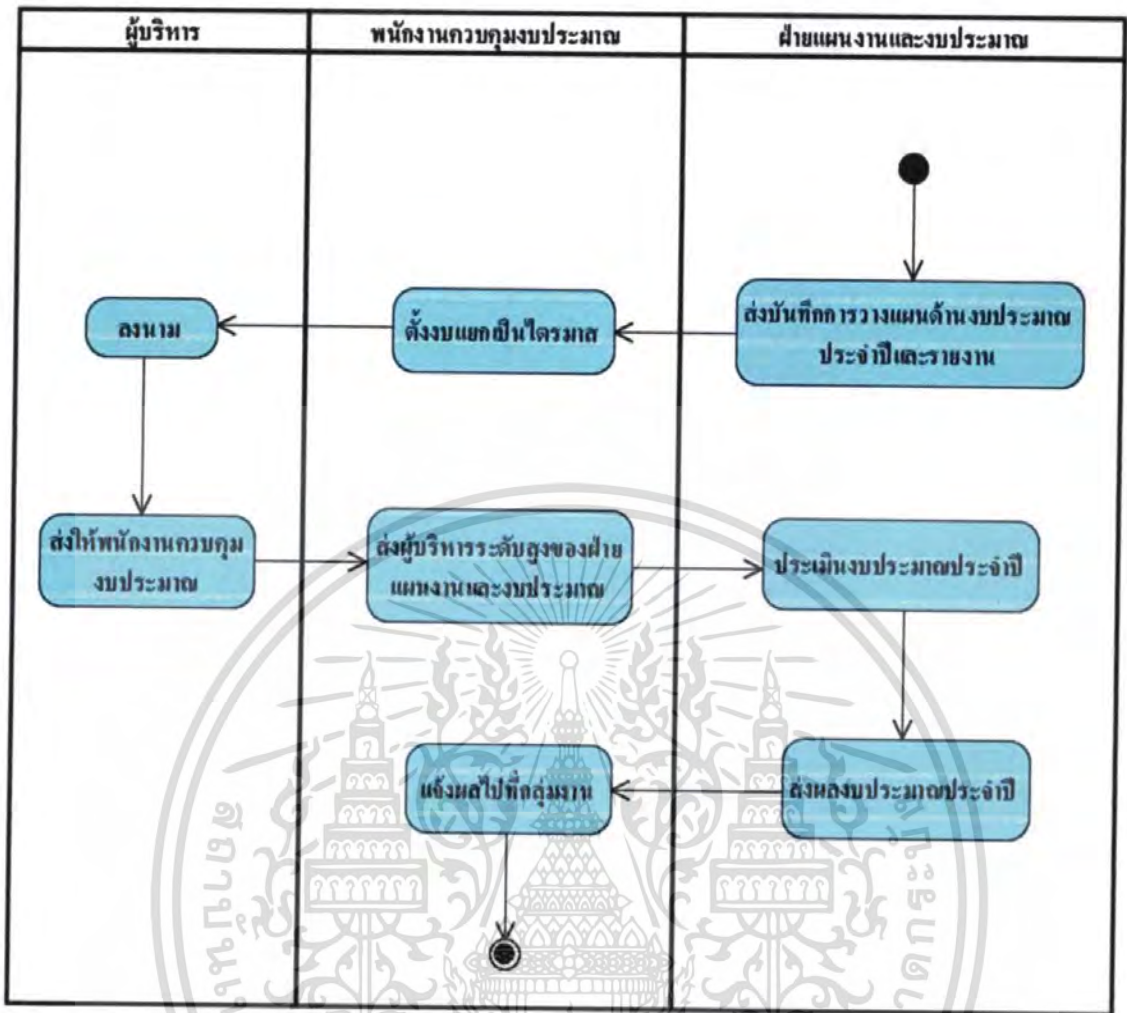 ผู้บริหาร
พนักงานควบคุมงบประมาณ
ฝ่ายแผนงานและงบประมาณ
ลงนาม
ตั้งงบแยกเป็นไตรมาส
ส่งบันทึกการวางแผนด้านงบประมาณ
ประจำปีและรายงาน
ส่งให้พนักงานควบคุม
งบประมาณ
ส่งผู้บริหารระดับสูงของฝ่าย
แผนงานและงบประมาณ
ประเมินงบประมาณประจำปี
แจ้งผลไปที่กลุ่มงาน
ส่งผลงบประมาณประจำปี